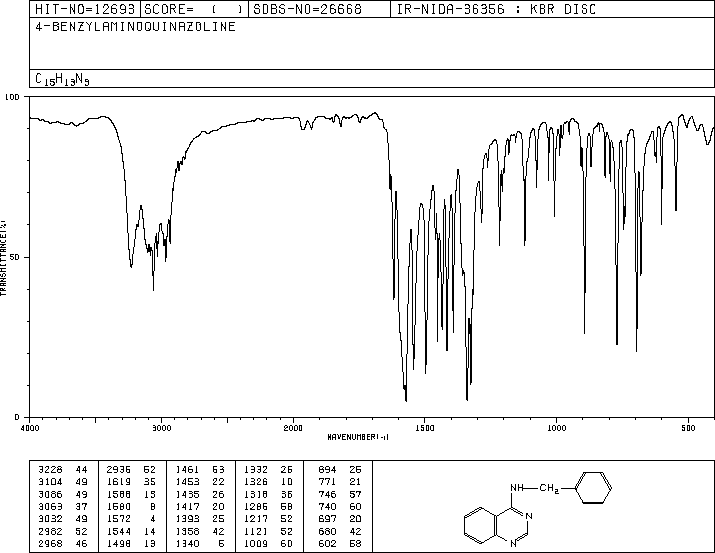 HIT-NO=12693 SCORE= ( ) SDBS-NO=26668 IR-NIDA-36356 : KBR DISC
4-BENZYLAMINOQUINAZOLINE
C15H13N3
100
50
0
TRANSMITTANCE(%)
4000 3000 2000 1500 1000 500
WAVENUMBER(-1)
3228 44 2936 52 1461 53 1332 26 894 25
3104 49 1619 35 1453 22 1326 10 771 21
3086 49 1588 15 1435 26 1318 36 746 57
3063 37 1580 8 1417 20 1286 58 740 60
3032 49 1572 4 1393 25 1217 52 697 20
2982 52 1544 14 1358 42 1121 52 680 42
2968 46 1498 13 1340 5 1009 60 602 58
NH CH2
N
N